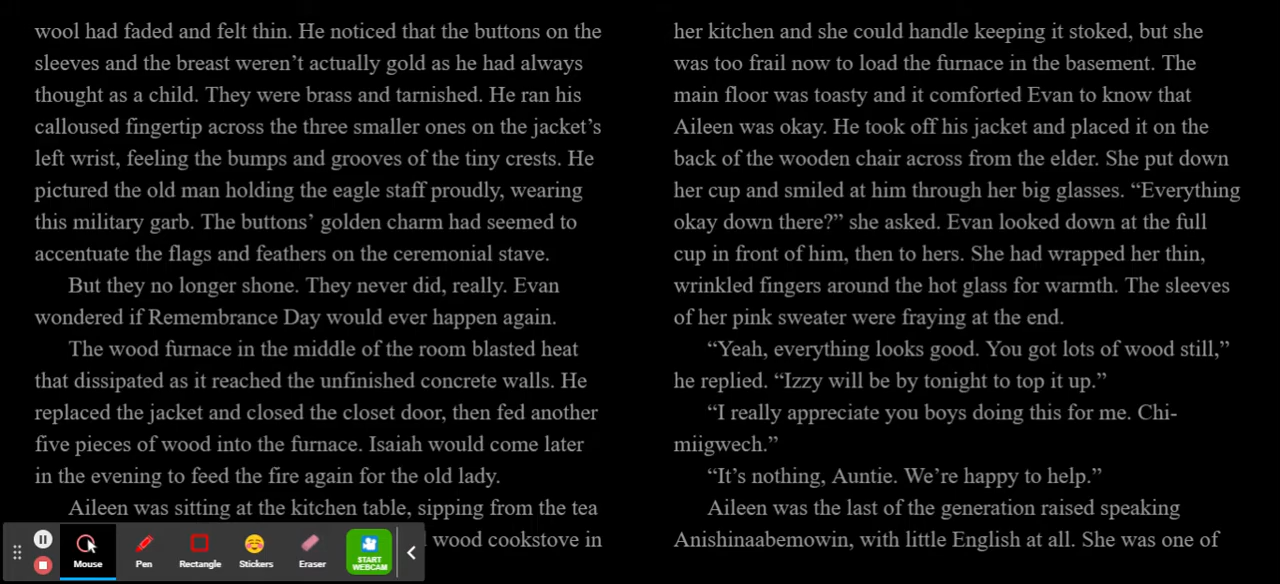 wool had faded and felt thin. He noticed that the buttons on the
sleeves and the breast weren’t actually gold as he had always
thought as a child. They were brass and tarnished. He ran his
calloused fingertip across the three smaller ones on the jacket’s
left wrist, feeling the bumps and grooves of the tiny crests. He
pictured the old man holding the eagle staff proudly, wearing
this military garb. The buttons’ golden charm had seemed to
accentuate the flags and feathers on the ceremonial stave.
But they no longer shone. They never did, really. Evan
wondered if Remembrance Day would ever happen again.
The wood furnace in the middle of the room blasted heat
that dissipated as it reached the unfinished concrete walls. He
replaced the jacket and closed the closet door, then fed another
five pieces of wood into the furnace. Isaiah would come later
in the evening to feed the fire again for the old lady.
Aileen was sitting at the kitchen table, sipping from the tea
wood cookstove in
her kitchen and she could handle keeping it stoked, but she
was too frail now to load the furnace in the basement. The
main floor was toasty and it comforted Evan to know that
Aileen was okay. He took off his jacket and placed it on the
back of the wooden chair across from the elder. She put down
her cup and smiled at him through her big glasses. “Everything
okay down there?” she asked. Evan looked down at the full
cup in front of him, then to hers. She had wrapped her thin,
wrinkled fingers around the hot glass for warmth. The sleeves
of her pink sweater were fraying at the end.
“Yeah, everything looks good. You got lots of wood still,”
he replied. “Izzy will be by tonight to top it up.”
“I really appreciate you boys doing this for me. Chi-
miigwech.”
“It’s nothing, Auntie. We’re happy to help.”
Aileen was the last of the generation raised speaking
Anishinaabemowin, with little English at all. She was one of
Mouse
Pen
Rectangle
Stickers
Eraser
START
WEBCAM